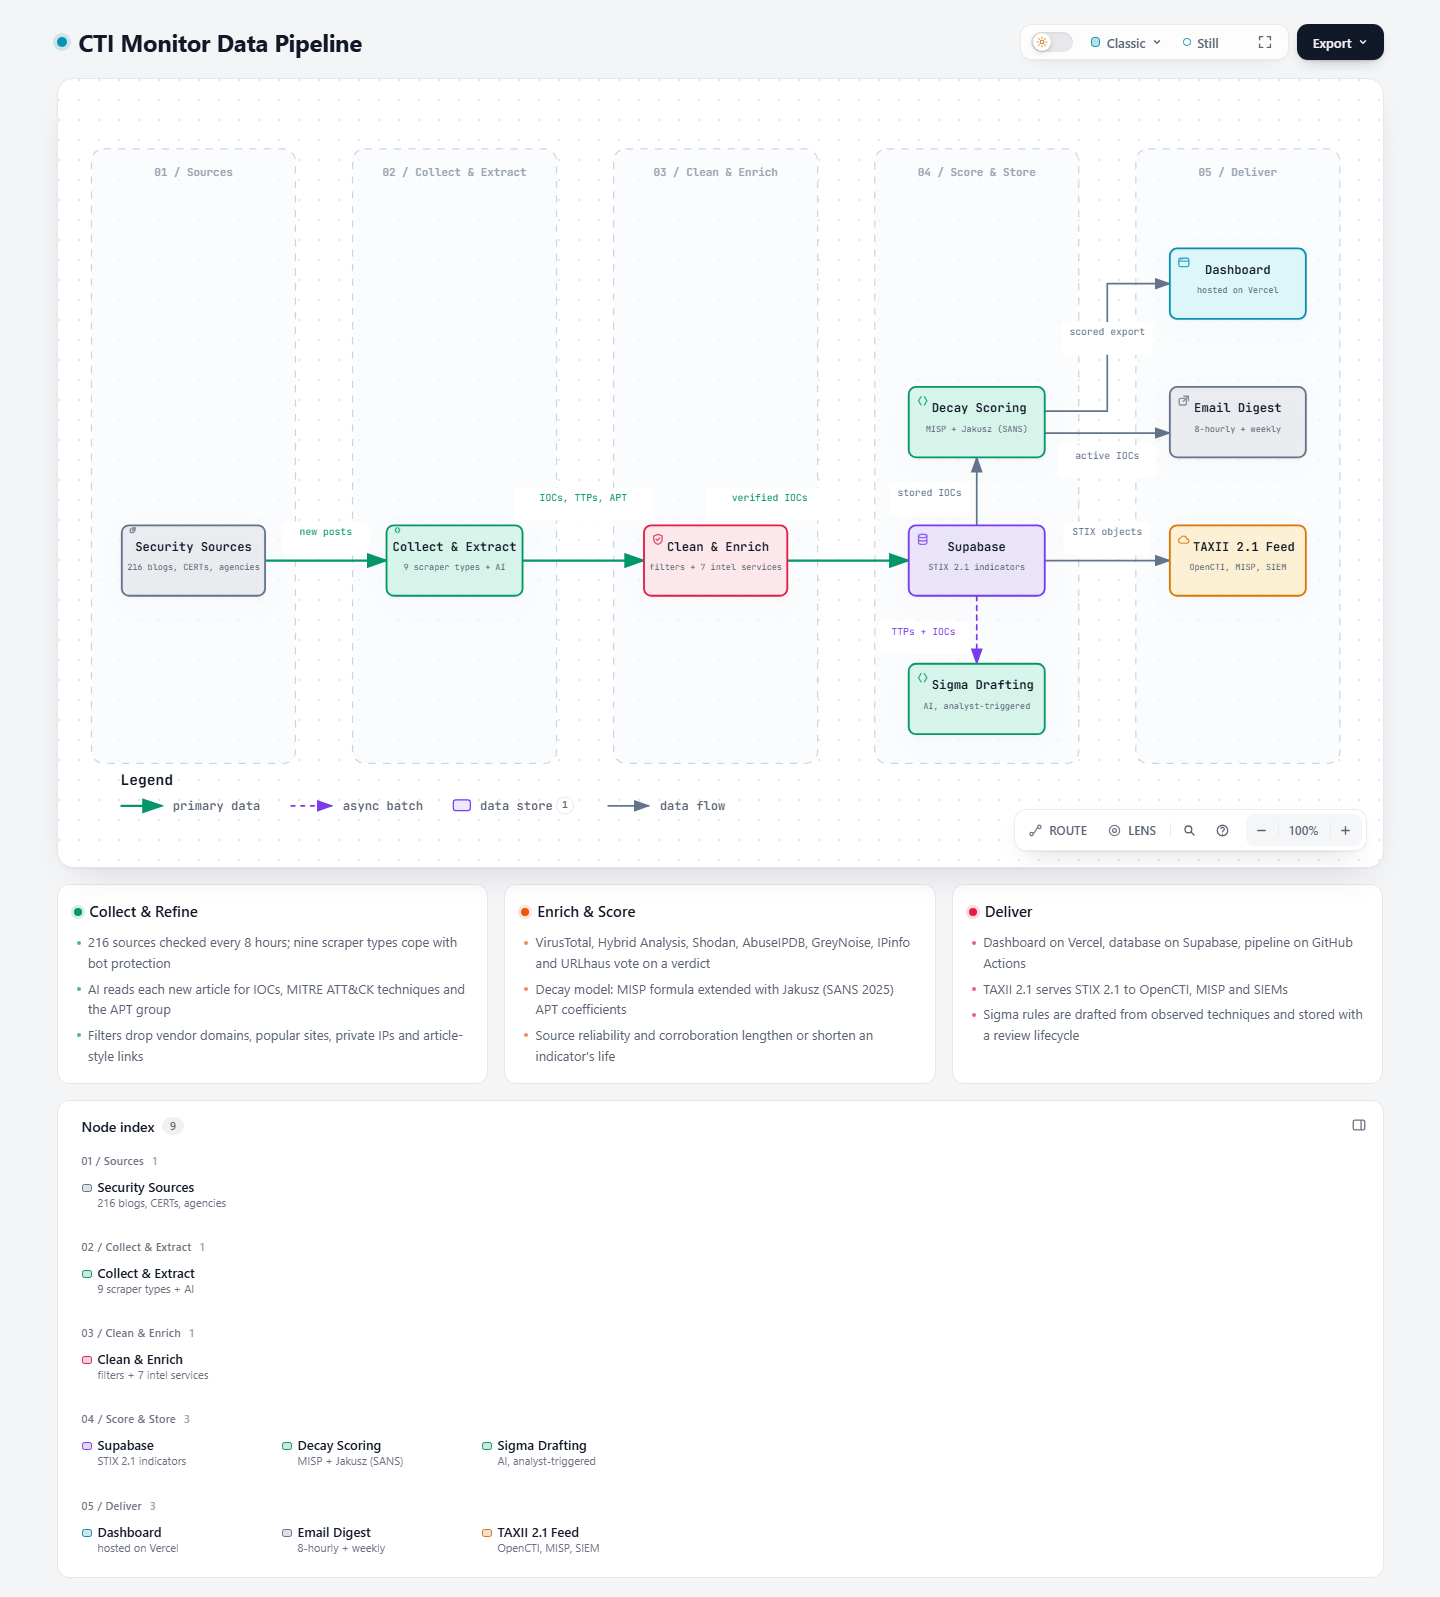 CTI Monitor Data Pipeline
Classic
Still
Export
01 / Sources
02 / Collect & Extract
03 / Clean & Enrich
04 / Score & Store
05 / Deliver
Dashboard
hosted on Vercel
scored export
Decay Scoring
MISP + Jakusz (SANS)
Email Digest
8-hourly + weekly
active IOCs
stored IOCs
IOCs, TTPs, APT
verified IOCs
new posts
STIX objects
Security Sources
216 blogs, CERTs, agencies
Collect & Extract
9 scraper types + AI
Clean & Enrich
filters + 7 intel services
Supabase
STIX 2.1 indicators
TAXII 2.1 Feed
OpenCTI, MISP, SIEM
TTPs + IOCs
Sigma Drafting
AI, analyst-triggered
Legend
primary data
async batch
data store 1
data flow
ROUTE
LENS
100%
Collect & Refine
216 sources checked every 8 hours; nine scraper types cope with
bot protection
AI reads each new article for IOCs, MITRE ATT&CK techniques and
the APT group
Filters drop vendor domains, popular sites, private IPs and article-
style links
Enrich & Score
VirusTotal, Hybrid Analysis, Shodan, AbuseIPDB, GreyNoise, IPinfo
and URLhaus vote on a verdict
Decay model: MISP formula extended with Jakusz (SANS 2025)
APT coefficients
Source reliability and corroboration lengthen or shorten an
indicator's life
Deliver
Dashboard on Vercel, database on Supabase, pipeline on GitHub
Actions
TAXII 2.1 serves STIX 2.1 to OpenCTI, MISP and SIEMs
Sigma rules are drafted from observed techniques and stored with
a review lifecycle
Node index 9
01 / Sources 1
Security Sources
216 blogs, CERTs, agencies
02 / Collect & Extract 1
Collect & Extract
9 scraper types + AI
03 / Clean & Enrich 1
Clean & Enrich
filters + 7 intel services
04 / Score & Store 3
Supabase
STIX 2.1 indicators
Decay Scoring
MISP + Jakusz (SANS)
Sigma Drafting
AI, analyst-triggered
05 / Deliver 3
Dashboard
hosted on Vercel
Email Digest
8-hourly + weekly
TAXII 2.1 Feed
OpenCTI, MISP, SIEM